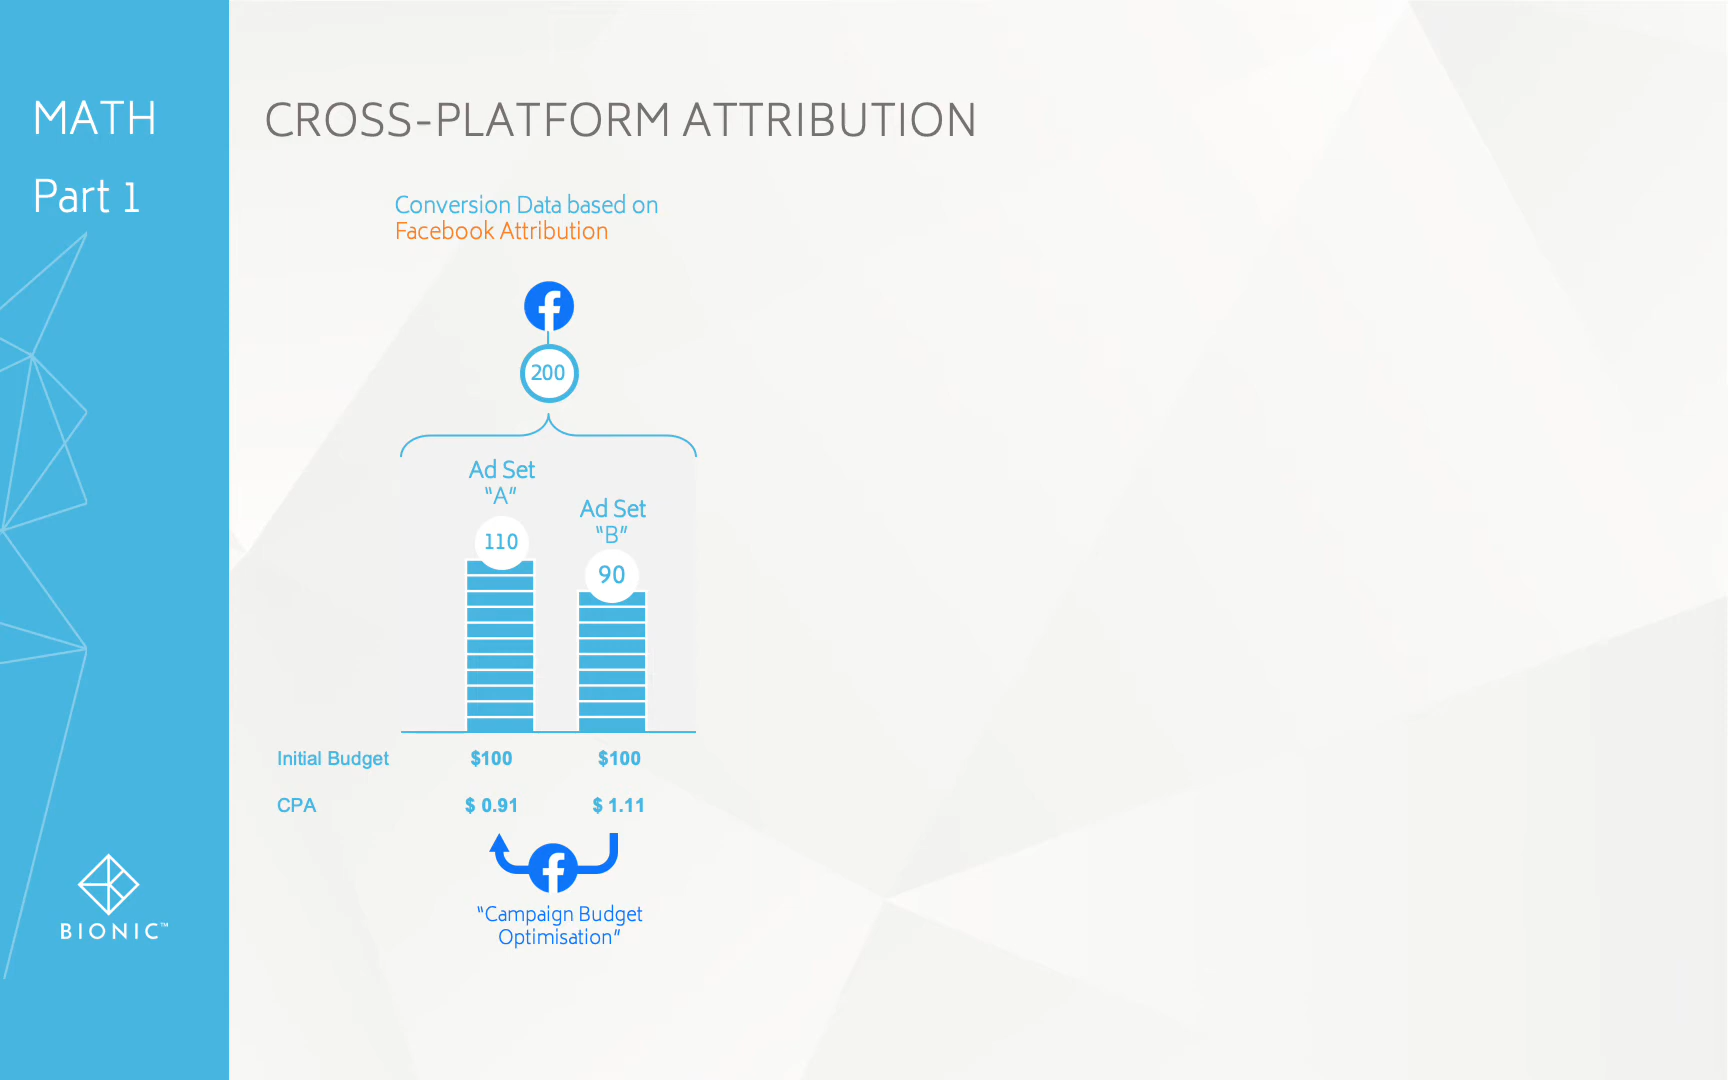 MATH
Part 1
CROSS-PLATFORM ATTRIBUTION
Conversion Data based on
Facebook Attribution
200
Ad Set
“A”
110
Ad Set
“B”
90
Initial Budget $100 $100
CPA $ 0.91 $ 1.11
“Campaign Budget
Optimisation”
BIONIC™